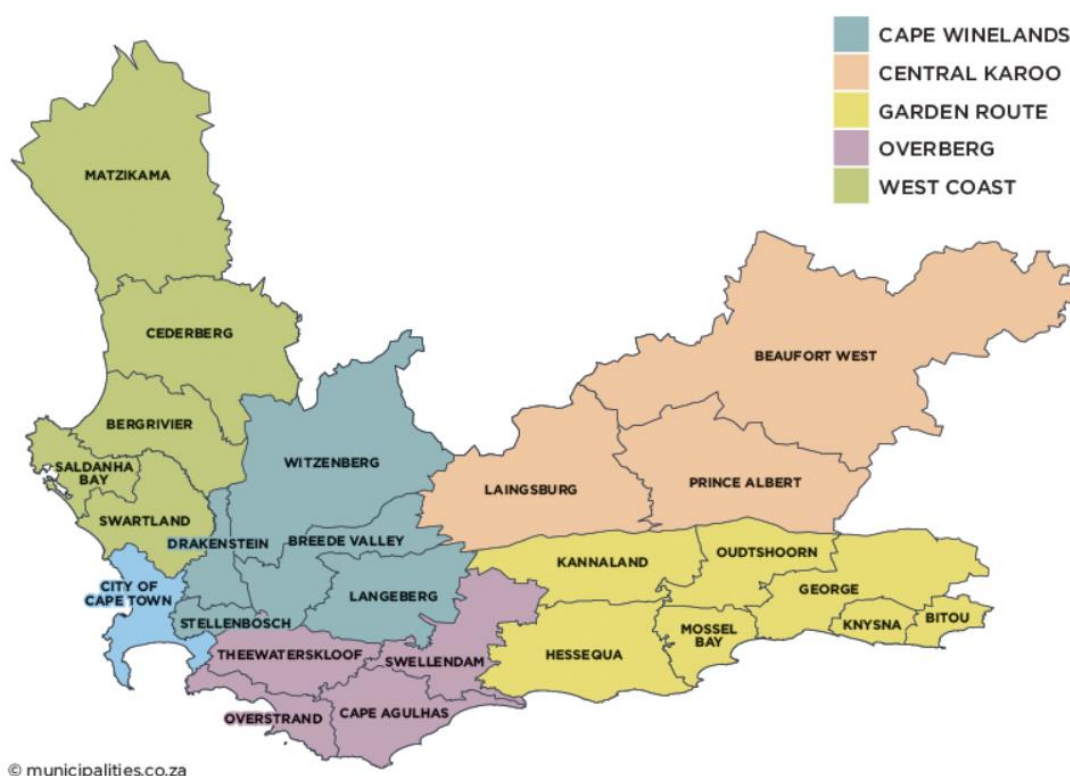 CAPE WINELANDS
CENTRAL KAROO
GARDEN ROUTE
OVERBERG
WEST COAST
MATZIKAMA
CEDERBERG
BEAUFORT WEST
BERGRIVIER
WITZENBERG
SALDANHA
BAY
LAINGSBURG
PRINCE ALBERT
SWARTLAND
DRAKENSTEIN
BREEDE VALLEY
KANNALAND
OUDTSHOORN
CITY OF
CAPE TOWN
LANGEBERG
GEORGE
STELLENBOSCH
MOSSEL
BAY
KNYSNA
BITOU
THEEWATERSKLOOF
SWELLENDAM
HESSEQUA
OVERSTRAND
CAPE AGULHAS
© municipalities.co.za